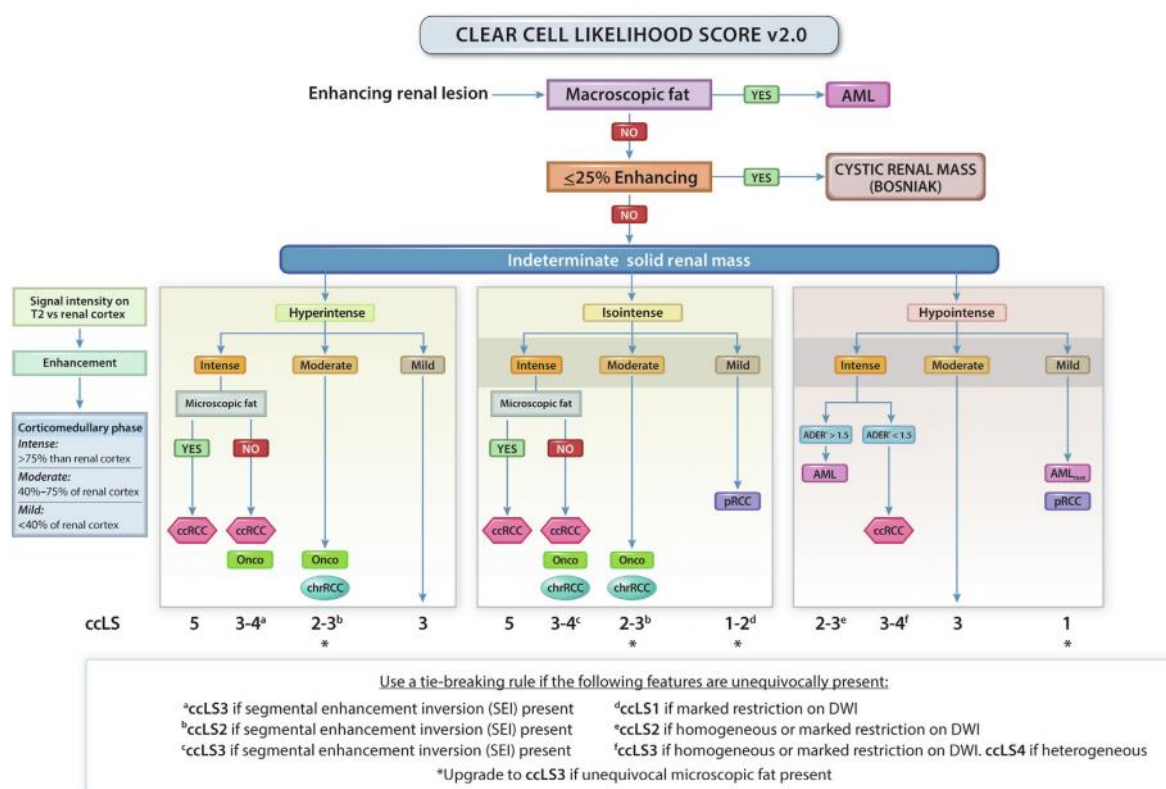 CLEAR CELL LIKELIHOOD SCORE v2.0
Enhancing renal lesion
Macroscopic fat
YES
AML
NO
≤25% Enhancing
YES
CYSTIC RENAL MASS
(BOSNIAK)
NO
Indeterminate solid renal mass
Signal intensity on
T2 vs renal cortex
Enhancement
Corticomedullary phase
Intense:
>75% than renal cortex
Moderate:
40%–75% of renal cortex
Mild:
<40% of renal cortex
Hyperintense
Intense Moderate Mild
Microscopic fat
YES NO
ccRCC ccRCC
Onco Onco
chrRCC
Isointense
Intense Moderate Mild
Microscopic fat
YES NO
pRCC
ccRCC ccRCC
Onco Onco
chrRCC chrRCC
Hypointense
Intense Moderate Mild
ADER* > 1.5 ADER* < 1.5
AML AML
pRCC
ccRCC
ccLS 5 3-4ᵃ 2-3ᵇ 3 5 3-4ᶜ 2-3ᵇ 1-2ᵈ 2-3ᵉ 3-4ᶠ 3 1
* * * *
Use a tie-breaking rule if the following features are unequivocally present:
ᵃccLS3 if segmental enhancement inversion (SEI) present
ᵇccLS2 if segmental enhancement inversion (SEI) present
ᶜccLS3 if segmental enhancement inversion (SEI) present
ᵈccLS1 if marked restriction on DWI
ᵉccLS2 if homogeneous or marked restriction on DWI
ᶠccLS3 if homogeneous or marked restriction on DWI. ccLS4 if heterogeneous
*Upgrade to ccLS3 if unequivocal microscopic fat present